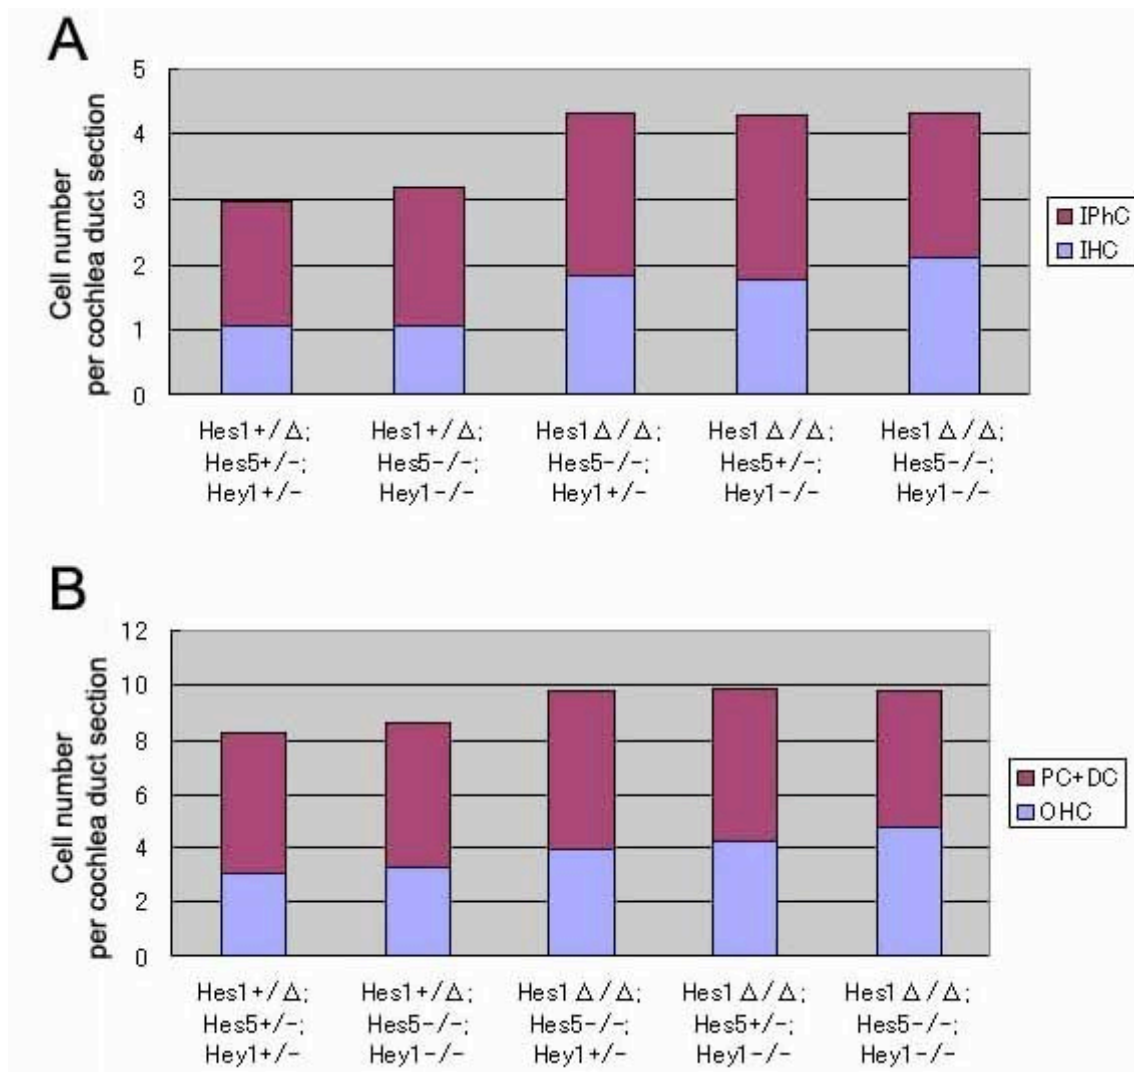 A
Cell number
per cochlea duct section
5
4
3
2
1
0
Hes1+/Δ;
Hes5+/-;
Hey1+/-
Hes1+/Δ;
Hes5-/-;
Hey1-/-
Hes1Δ/Δ;
Hes5-/-;
Hey1+/-
Hes1Δ/Δ;
Hes5+/-;
Hey1-/-
Hes1Δ/Δ;
Hes5-/-;
Hey1-/-
IPhC
IHC
B
Cell number
per cochlea duct section
12
10
8
6
4
2
0
Hes1+/Δ;
Hes5+/-;
Hey1+/-
Hes1+/Δ;
Hes5-/-;
Hey1-/-
Hes1Δ/Δ;
Hes5-/-;
Hey1+/-
Hes1Δ/Δ;
Hes5+/-;
Hey1-/-
Hes1Δ/Δ;
Hes5-/-;
Hey1-/-
PC+DC
OHC